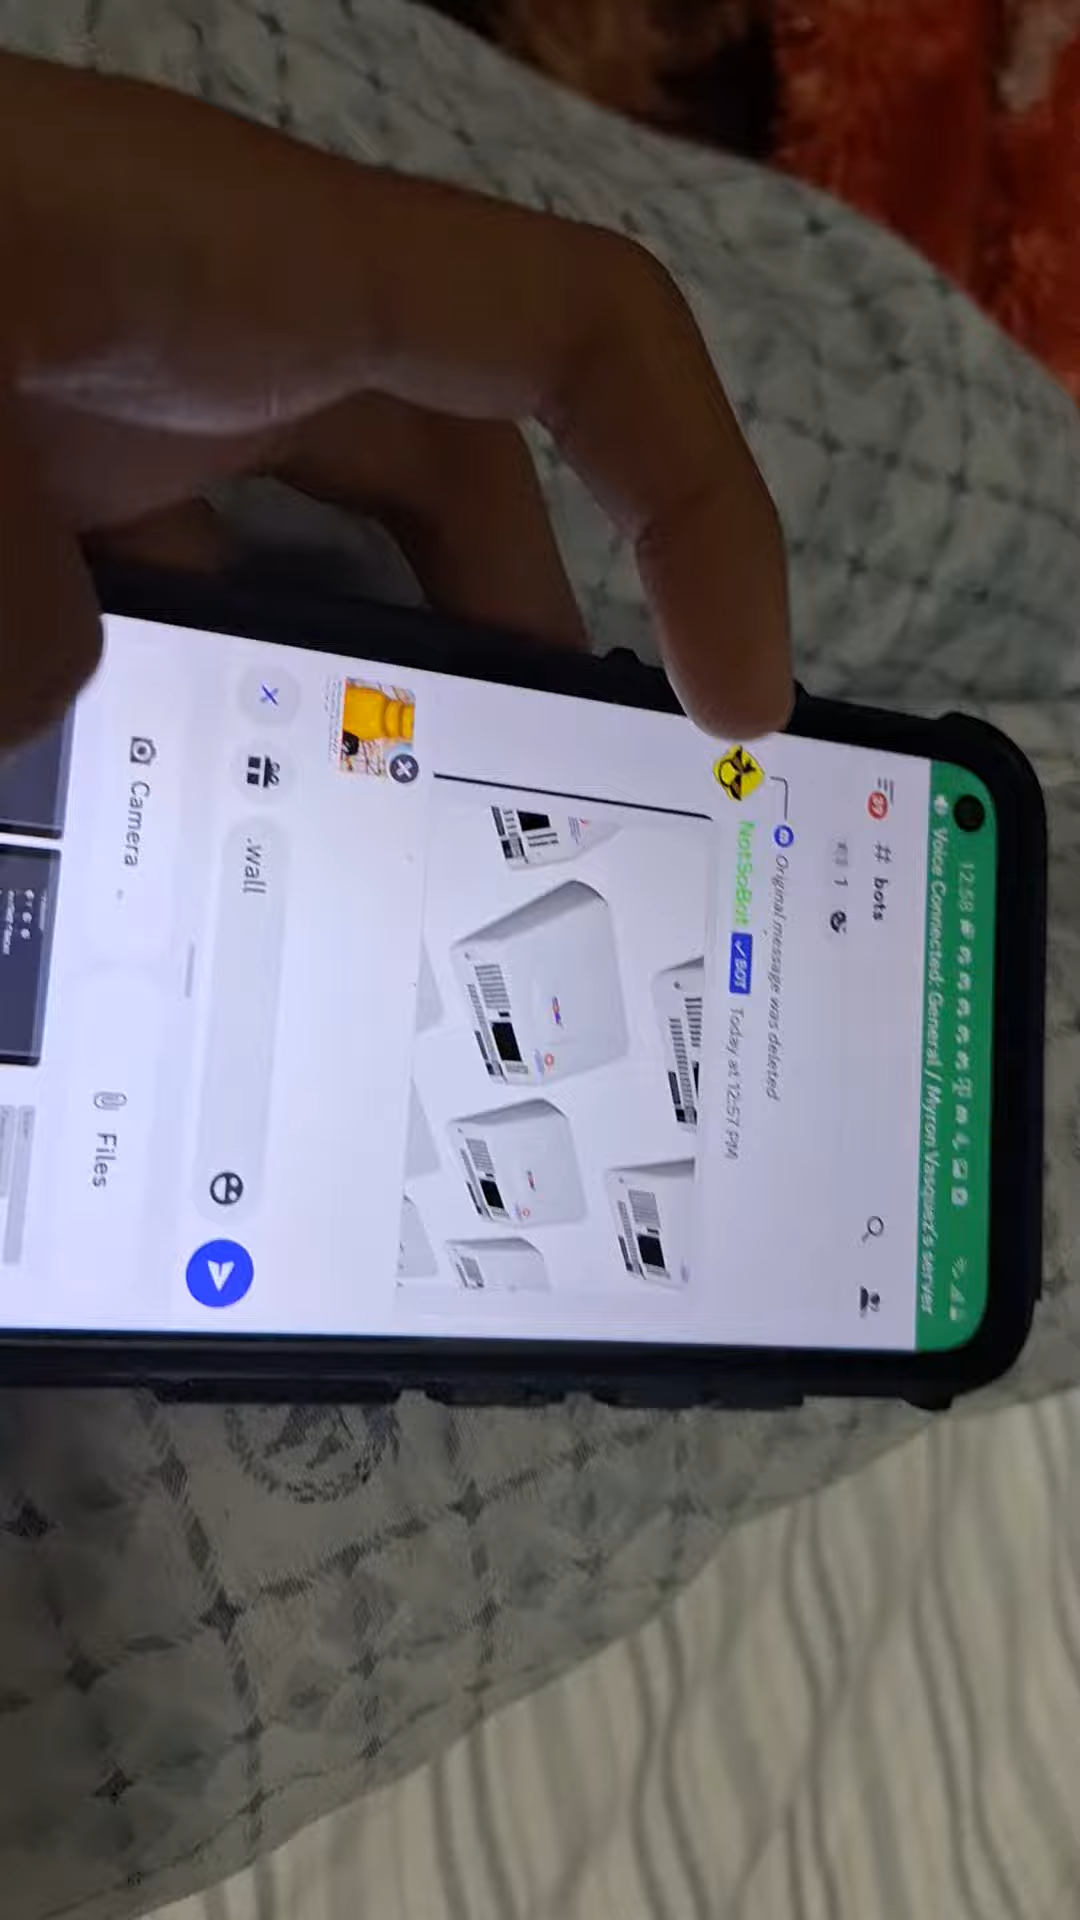 12:58
Voice Connected: General / Myron Vasquez's server
# bots
1
Original message was deleted
NotSoBot ✓BOT Today at 12:57 PM
.wall
Camera
Files